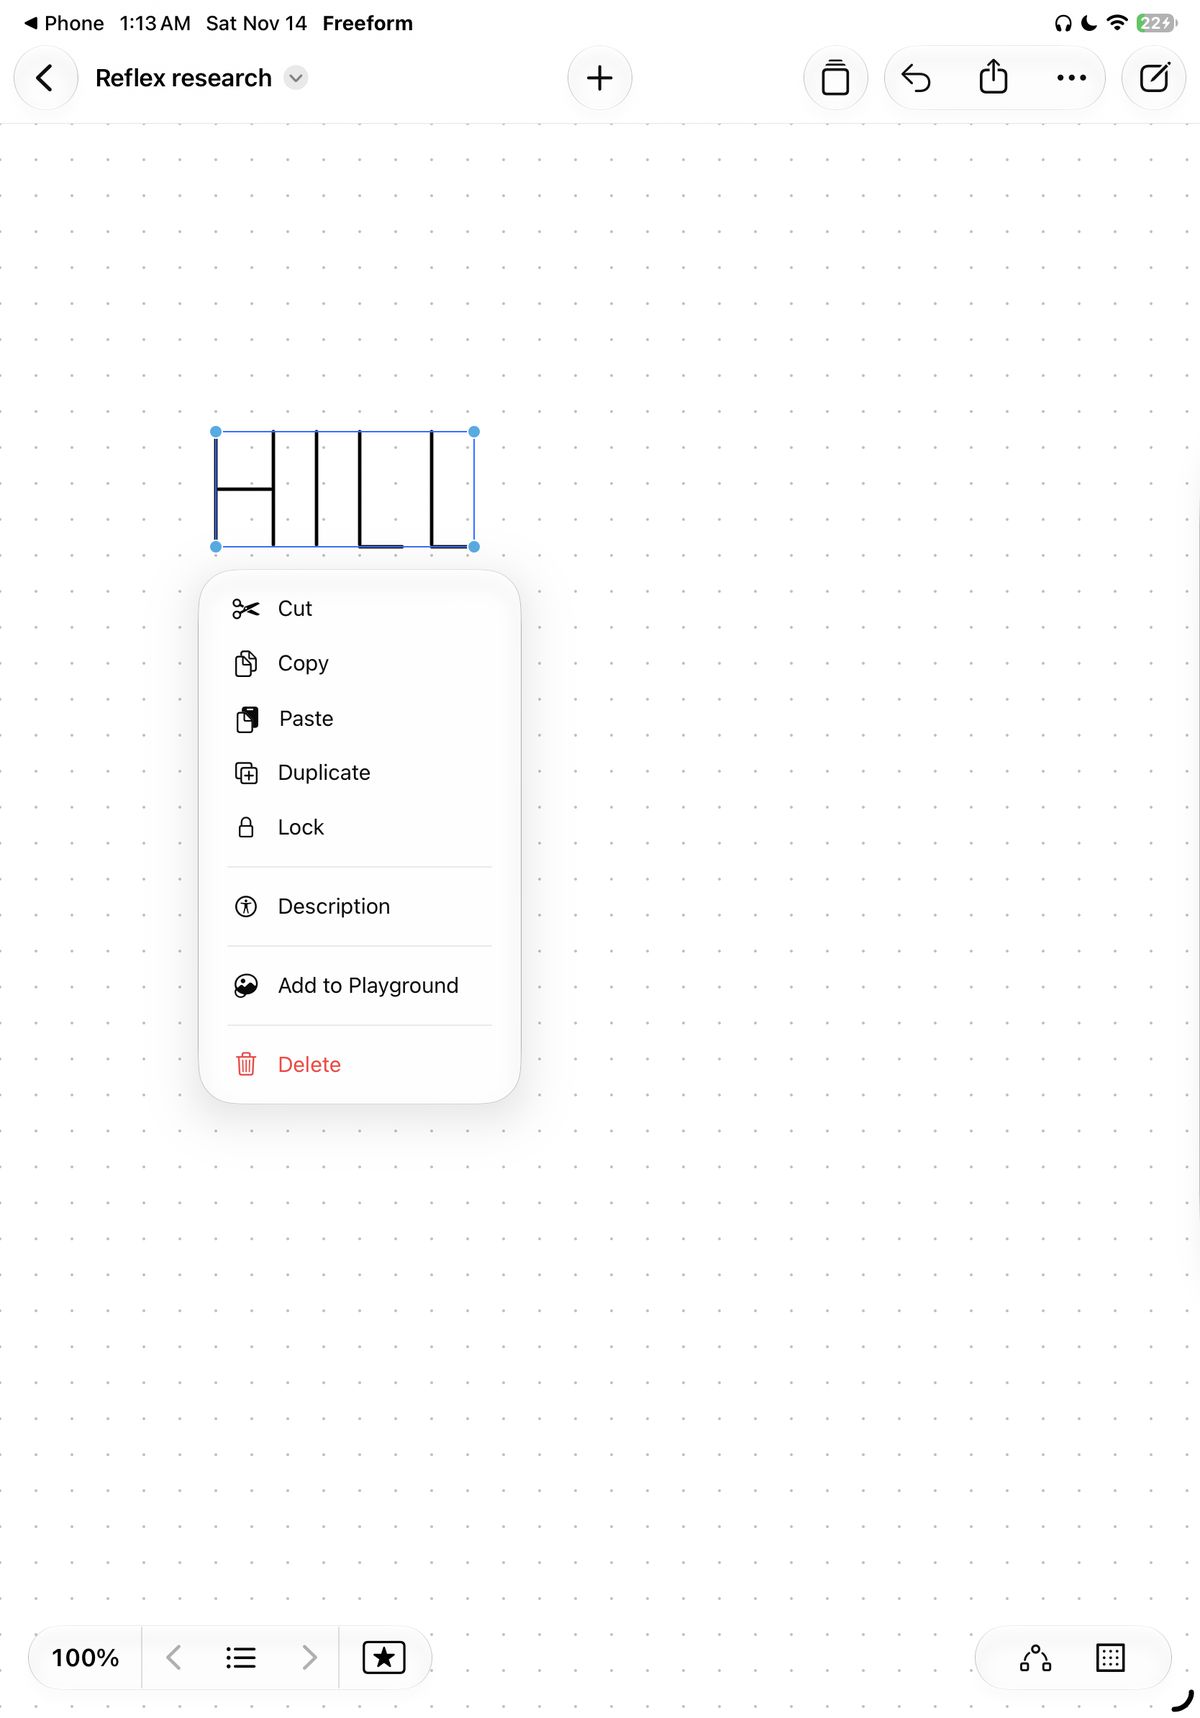 Phone 1:13 AM Sat Nov 14 Freeform 22
Reflex research
HILL
Cut
Copy
Paste
Duplicate
Lock
Description
Add to Playground
Delete
100%